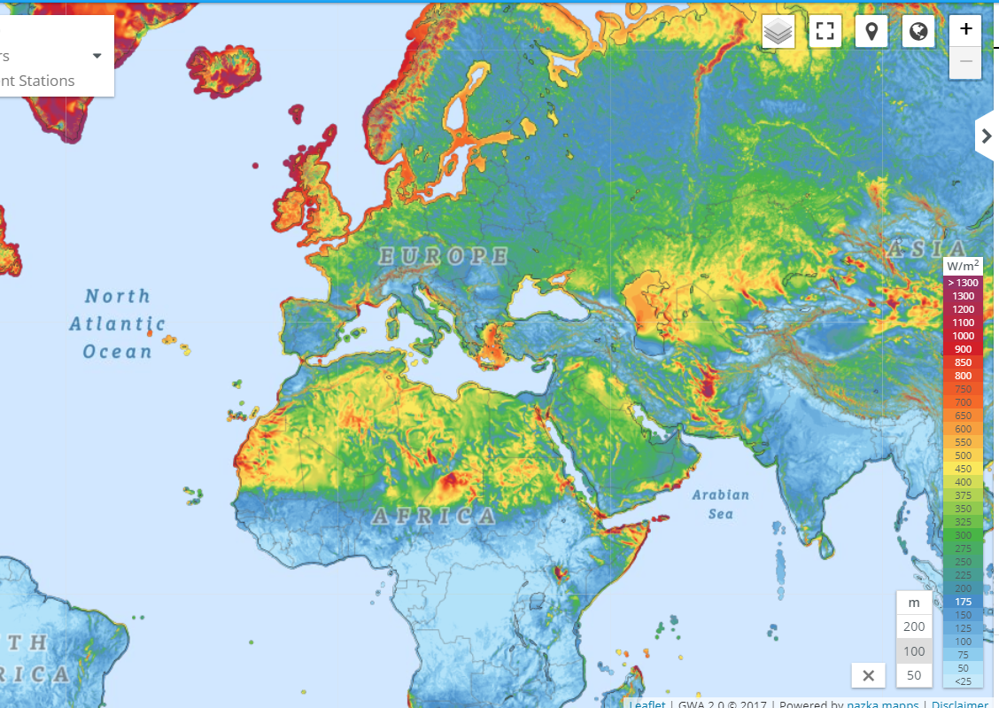 rs
nt Stations
+
−
EUROPE
ASIA
North
Atlantic
Ocean
AFRICA
Arabian
Sea
TH
RICA
W/m2
> 1300
1300
1200
1100
1000
900
850
800
750
700
650
600
550
500
450
400
375
350
325
300
275
250
225
200
175
150
125
100
75
50
<25
m
200
100
50
Leaflet | GWA 2.0 © 2017 | Powered by nazka mapps | Disclaimer